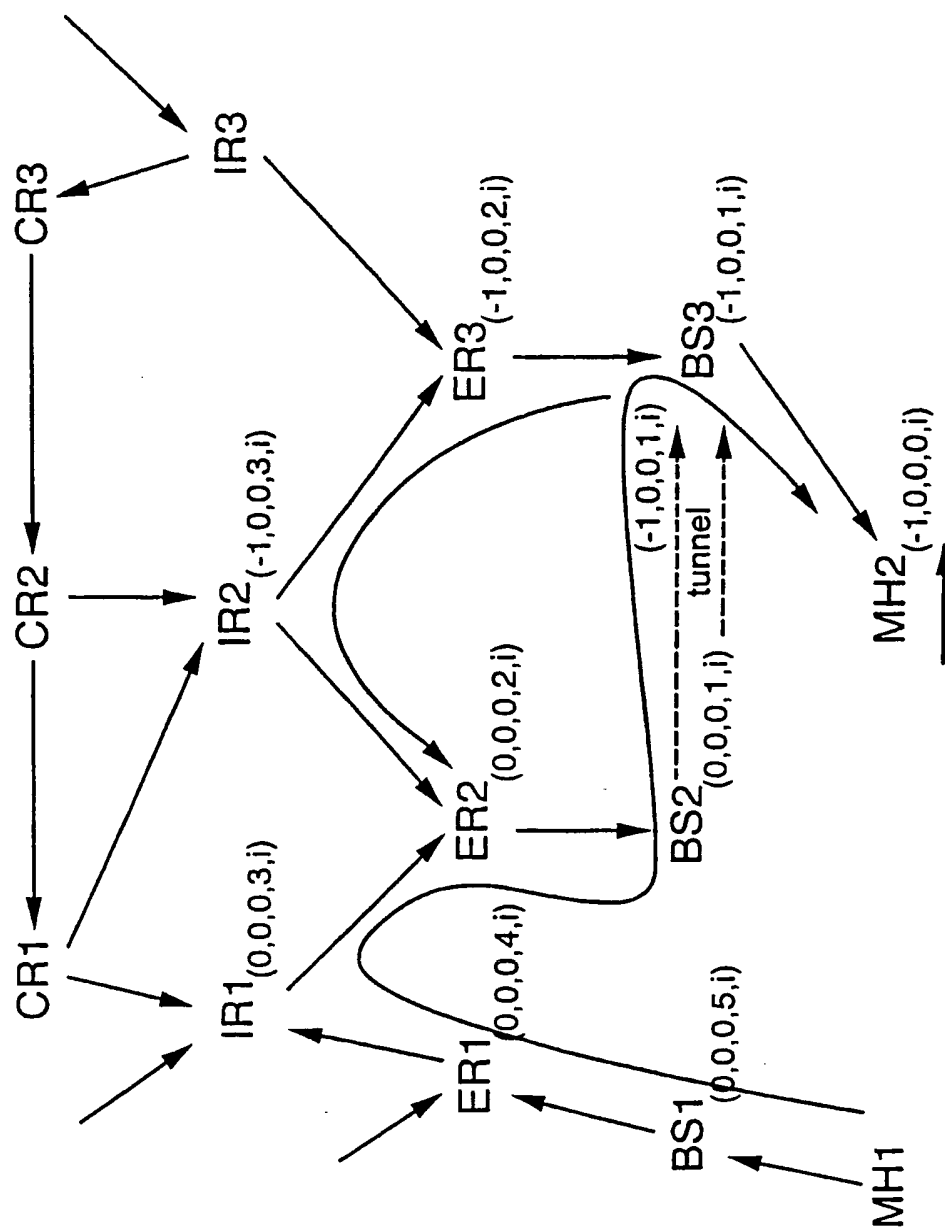 CR1
CR2
CR3
IR1 (0,0,0,3,i)
IR2 (-1,0,0,3,i)
IR3
ER1 (0,0,0,4,i)
ER2 (0,0,0,2,i)
ER3 (-1,0,0,2,i)
BS1 (0,0,0,5,i)
BS2 (0,0,0,1,i)
(-1,0,0,1,i)
tunnel
BS3 (-1,0,0,1,i)
MH1
MH2 (-1,0,0,0,i)